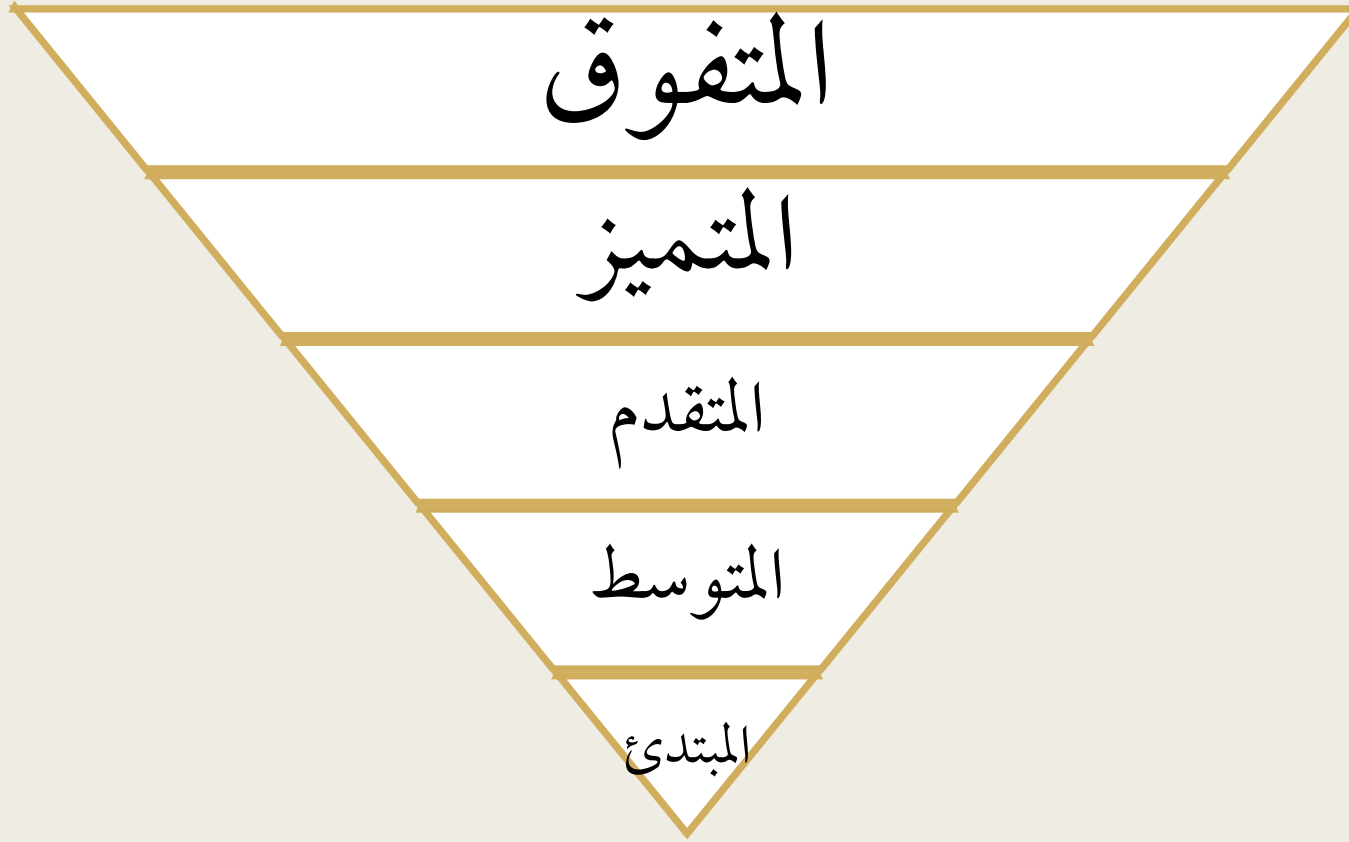 المتفوق
المتميز
المتقدم
المتوسط
المبتدئ